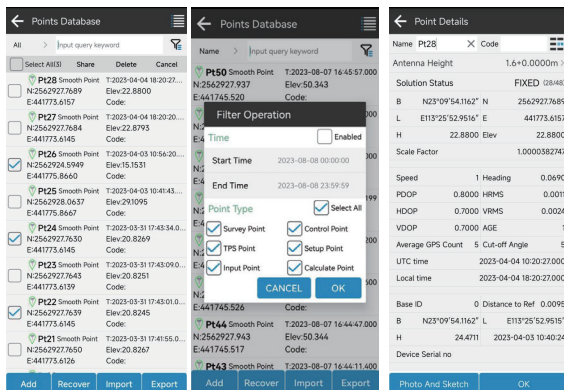 Points Database
All > Input query keyword
Select All(3) Share Delete Cancel
Pt28 Smooth Point T:2023-04-04 18:20:27....
N:2562927.7689 Elev:22.8800
E:441773.6157 Code:
Pt27 Smooth Point T:2023-04-04 18:20:20....
N:2562927.7684 Elev:22.8793
E:441773.6145 Code:
Pt26 Smooth Point T:2023-04-03 10:56:20....
N:2562924.5949 Elev:15.1531
E:441775.8660 Code:
Pt25 Smooth Point T:2023-04-03 10:41:43....
N:2562928.0637 Elev:29.1095
E:441775.8667 Code:
Pt24 Smooth Point T:2023-03-31 17:43:34.0...
N:2562927.7630 Elev:20.8269
E:441773.6145 Code:
Pt23 Smooth Point T:2023-03-31 17:43:09.0...
N:2562927.7643 Elev:20.8251
E:441773.6139 Code:
Pt22 Smooth Point T:2023-03-31 17:43:01.0...
N:2562927.7639 Elev:20.8245
E:441773.6145 Code:
Pt21 Smooth Point T:2023-03-31 17:41:55.0...
N:2562927.7650 Elev:20.8267
E:441773.6126 Code:
Add Recover Import Export
Points Database
Name > Input query keyword
Pt50 Smooth Point T:2023-08-07 16:45:57.000
N:2562927.937 Elev:50.343
E:441745.520 Code:
Filter Operation
Time Enabled
Start Time 2023-08-08 00:00:00
End Time 2023-08-08 23:59:59
Point Type Select All
Survey Point Control Point
TPS Point Setup Point
Input Point Calculate Point
CANCEL OK
E:441745.526 Code:
Pt44 Smooth Point T:2023-08-07 16:44:47.000
N:2562927.943 Elev:50.344
E:441745.517 Code:
Pt43 Smooth Point T:2023-08-07 16:44:11.400
Add Recover Import Export
Point Details
Name Pt28 Code
Antenna Height 1.6+0.0000m >
Solution Status FIXED (28/48)
B N23°09'54.1162" N 2562927.7689
L E113°25'52.9516" E 441773.6157
H 22.8800 Elev 22.8800
Scale Factor 1.0000382747
Speed 1 Heading 0.0690
PDOP 0.8000 HRMS 0.0011
HDOP 0.7000 VRMS 0.0024
VDOP 0.7000 AGE 1
Average GPS Count 5 Cut-off Angle 5
UTC time 2023-04-04 10:20:27.000
Local time 2023-04-04 18:20:27.000
Base ID 0 Distance to Ref 0.0095
B N23°09'54.1162" L E113°25'52.9515"
H 24.4711 2023-04-03 10:40:24
Device Serial no
Photo And Sketch OK